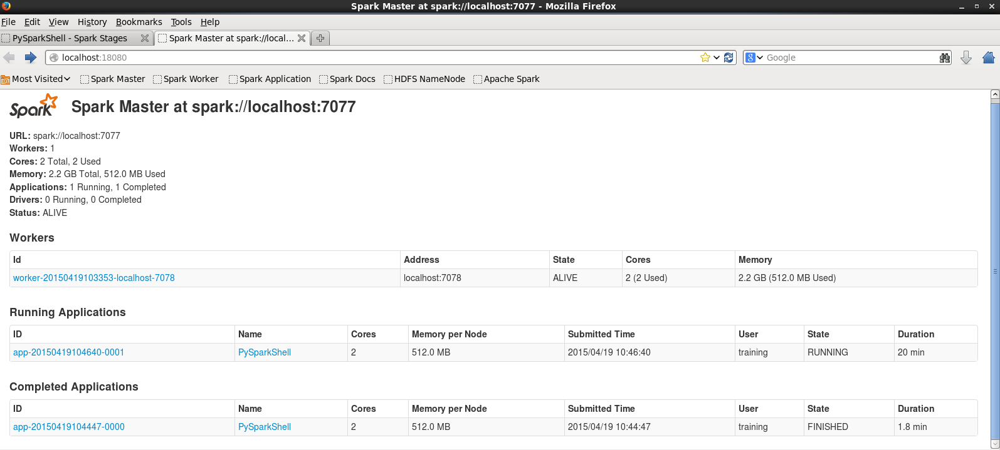 Spark Master at spark://localhost:7077 - Mozilla Firefox
File Edit View History Bookmarks Tools Help
PySparkShell - Spark Stages Spark Master at spark://local...
localhost:18080 8 Google
Most Visited Spark Master Spark Worker Spark Application Spark Docs HDFS NameNode Apache Spark
Spark Spark Master at spark://localhost:7077
URL: spark://localhost:7077
Workers: 1
Cores: 2 Total, 2 Used
Memory: 2.2 GB Total, 512.0 MB Used
Applications: 1 Running, 1 Completed
Drivers: 0 Running, 0 Completed
Status: ALIVE
Workers
Id Address State Cores Memory
worker-20150419103353-localhost-7078 localhost:7078 ALIVE 2 (2 Used) 2.2 GB (512.0 MB Used)
Running Applications
ID Name Cores Memory per Node Submitted Time User State Duration
app-20150419104640-0001 PySparkShell 2 512.0 MB 2015/04/19 10:46:40 training RUNNING 20 min
Completed Applications
ID Name Cores Memory per Node Submitted Time User State Duration
app-20150419104447-0000 PySparkShell 2 512.0 MB 2015/04/19 10:44:47 training FINISHED 1.8 min